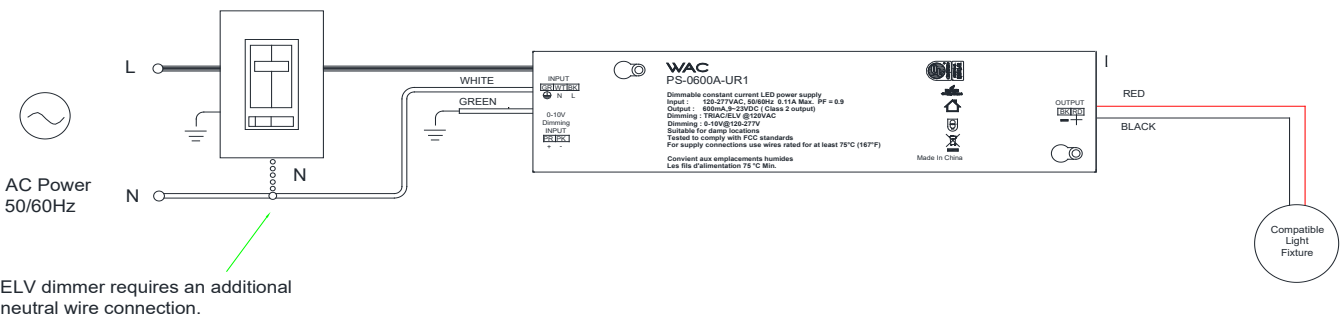 L
AC Power
50/60Hz
N
N
ELV dimmer requires an additional
neutral wire connection.
WHITE
GREEN
INPUT
GR WT BK
N L
0-10V
Dimming
INPUT
PR PK
+ -
WAC
PS-0600A-UR1
Dimmable constant current LED power supply
Input : 120-277VAC, 50/60Hz 0.11A Max. PF = 0.9
Output : 600mA,9~23VDC ( Class 2 output)
Dimming : TRIAC/ELV @120VAC
Dimming : 0-10V@120-277V
Suitable for damp locations
Tested to comply with FCC standards
For supply connections use wires rated for at least 75°C (167°F)
Convient aux emplacements humides
Les fils d'alimentation 75 °C Min.
Made In China
OUTPUT
BK RD
- +
I
RED
BLACK
Compatible
Light
Fixture